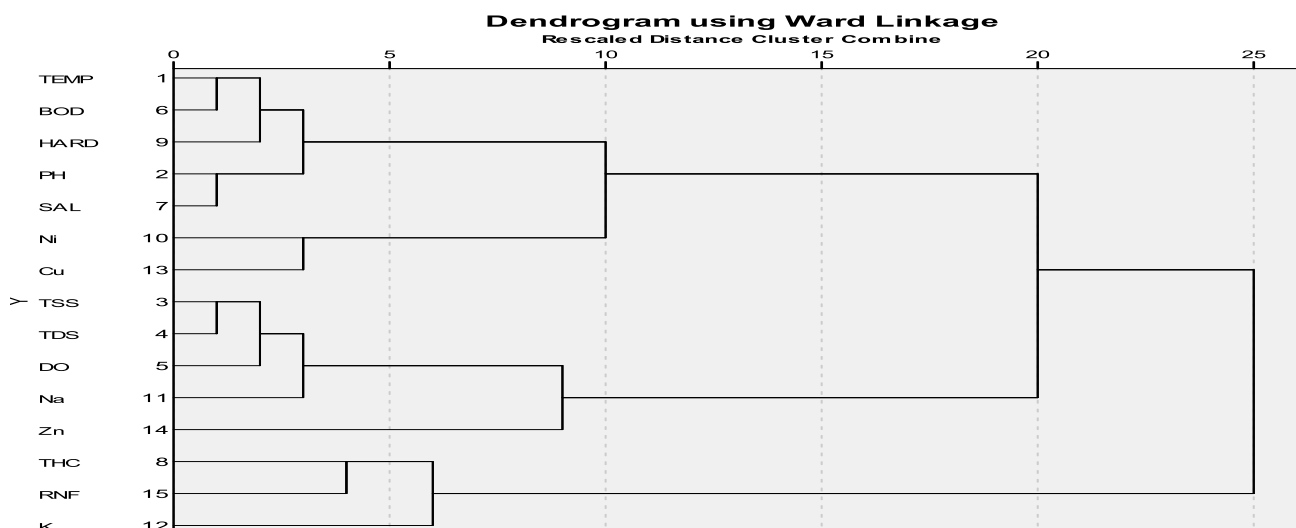 Dendrogram using Ward Linkage
Rescaled Distance Cluster Combine
0 5 10 15 20 25
TEMP 1
BOD 6
HARD 9
PH 2
SAL 7
Ni 10
Cu 13
Y
TSS 3
TDS 4
DO 5
Na 11
Zn 14
THC 8
RNF 15
K 12